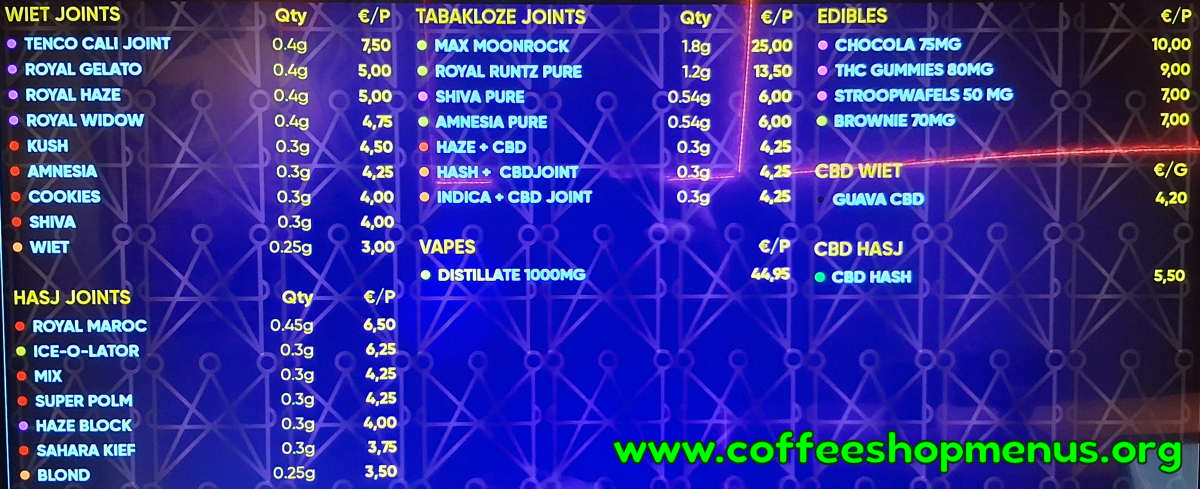 WIET JOINTS Qty €/P
TENCO CALI JOINT 0.4g 7,50
ROYAL GELATO 0.4g 5,00
ROYAL HAZE 0.4g 5,00
ROYAL WIDOW 0.4g 4,75
KUSH 0.3g 4,50
AMNESIA 0.3g 4,25
COOKIES 0.3g 4,00
SHIVA 0.3g 4,00
WIET 0.25g 3,00
HASJ JOINTS Qty €/P
ROYAL MAROC 0.45g 6,50
ICE-O-LATOR 0.3g 6,25
MIX 0.3g 4,25
SUPER POLM 0.3g 4,25
HAZE BLOCK 0.3g 4,00
SAHARA KIEF 0.3g 3,75
BLOND 0.25g 3,50
TABAKLOZE JOINTS Qty €/P
MAX MOONROCK 1.8g 25,00
ROYAL RUNTZ PURE 1.2g 13,50
SHIVA PURE 0.54g 6,00
AMNESIA PURE 0.54g 6,00
HAZE + CBD 0.3g 4,25
HASH + CBDJOINT 0.3g 4,25
INDICA + CBD JOINT 0.3g 4,25
VAPES €/P
DISTILLATE 1000MG 44,95
EDIBLES €/P
CHOCOLA 75MG 10,00
THC GUMMIES 80MG 9,00
STROOPWAFELS 50 MG 7,00
BROWNIE 70MG 7,00
CBD WIET €/G
GUAVA CBD 4,20
CBD HASJ
CBD HASH 5,50
www.coffeeshopmenus.org